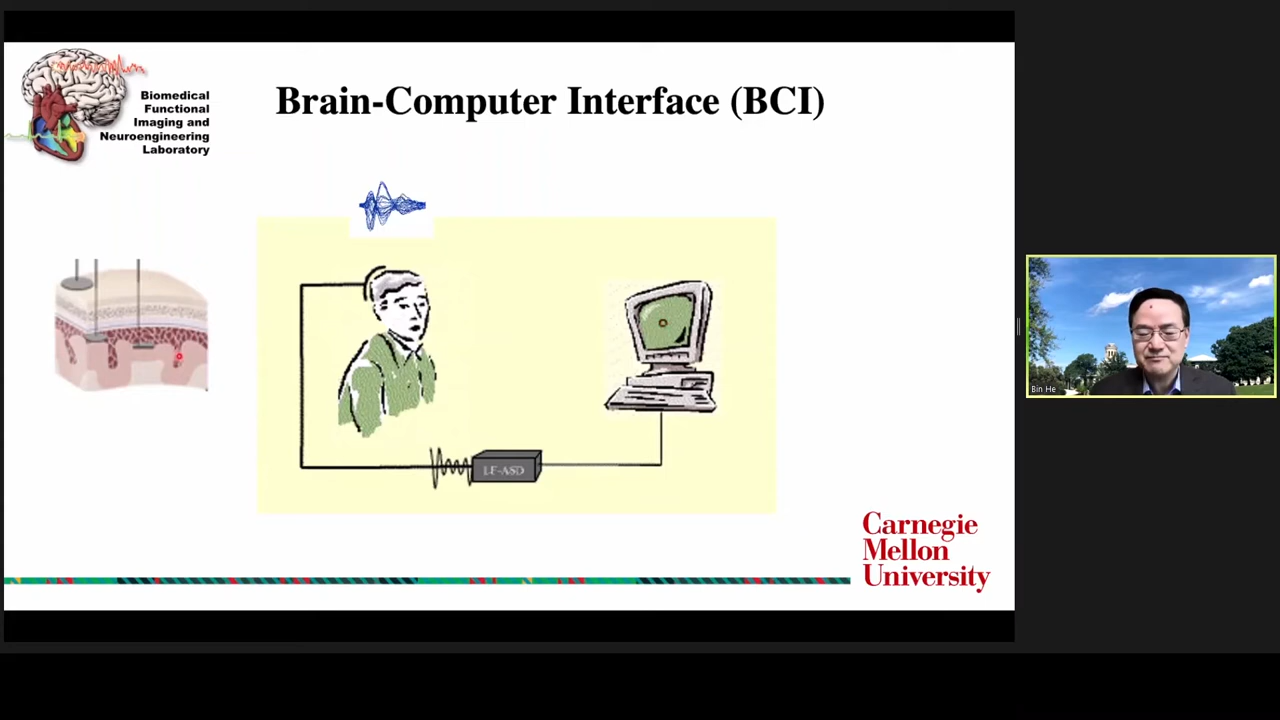 Biomedical
Functional
Imaging and
Neuroengineering
Laboratory
Brain-Computer Interface (BCI)
LF-ASD
Bin He
Carnegie
Mellon
University